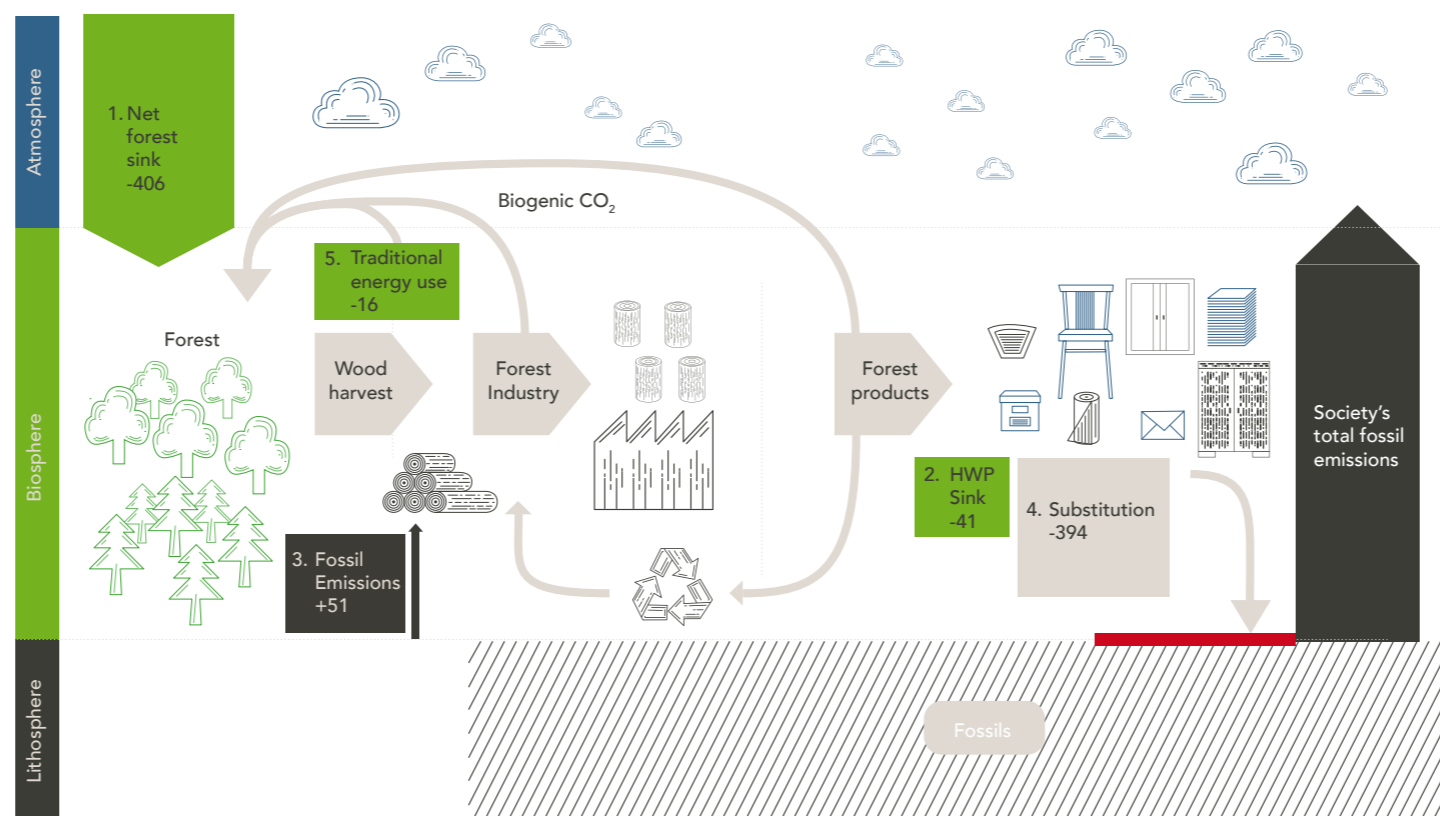 Atmosphere
1. Net
forest
sink
-406
Biogenic CO₂
Biosphere
5. Traditional
energy use
-16
Forest
Wood
harvest
Forest
Industry
Forest
products
Society's
total fossil
emissions
2. HWP
Sink
-41
4. Substitution
-394
3. Fossil
Emissions
+51
Lithosphere
Fossils